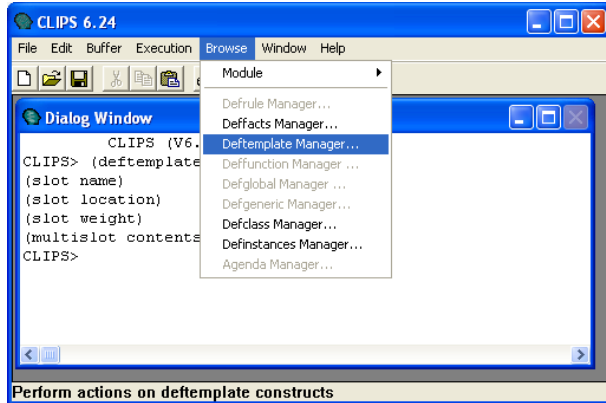 CLIPS 6.24
File Edit Buffer Execution Browse Window Help
Module
Defrule Manager...
Deffacts Manager...
Deftemplate Manager...
Deffunction Manager ...
Defglobal Manager ...
Defgeneric Manager...
Defclass Manager...
Definstances Manager...
Agenda Manager...
Dialog Window
CLIPS (V6.
CLIPS> (deftemplate
(slot name)
(slot location)
(slot weight)
(multislot contents
CLIPS>
Perform actions on deftemplate constructs